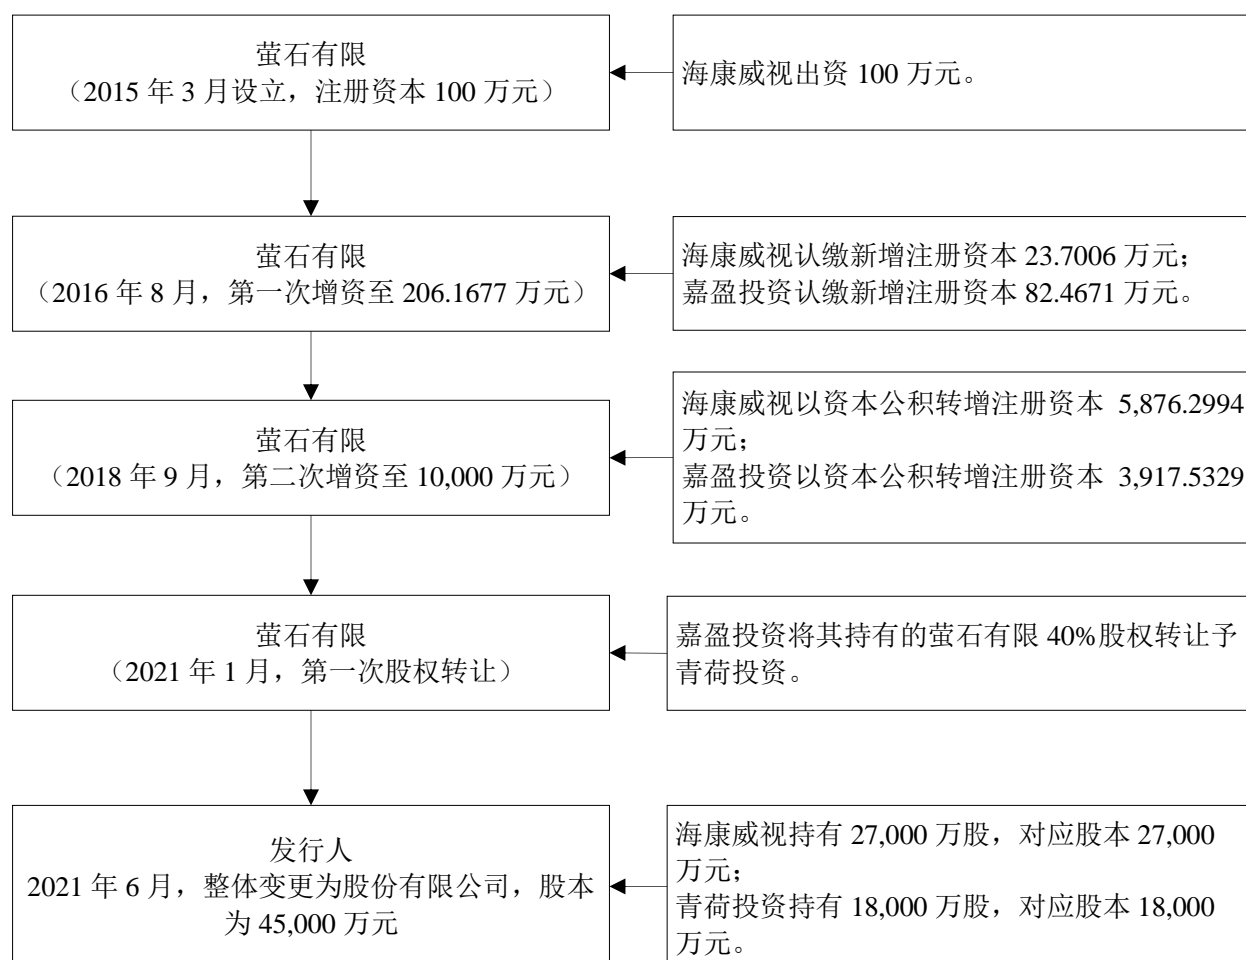 萤石有限
（2015 年 3 月设立，注册资本 100 万元）
海康威视出资 100 万元。
萤石有限
（2016 年 8 月，第一次增资至 206.1677 万元）
海康威视认缴新增注册资本 23.7006 万元；
嘉盈投资认缴新增注册资本 82.4671 万元。
萤石有限
（2018 年 9 月，第二次增资至 10,000 万元）
海康威视以资本公积转增注册资本 5,876.2994
万元；
嘉盈投资以资本公积转增注册资本 3,917.5329
万元。
萤石有限
（2021 年 1 月，第一次股权转让）
嘉盈投资将其持有的萤石有限 40%股权转让予
青荷投资。
发行人
2021 年 6 月，整体变更为股份有限公司，股本
为 45,000 万元
海康威视持有 27,000 万股，对应股本 27,000
万元；
青荷投资持有 18,000 万股，对应股本 18,000
万元。